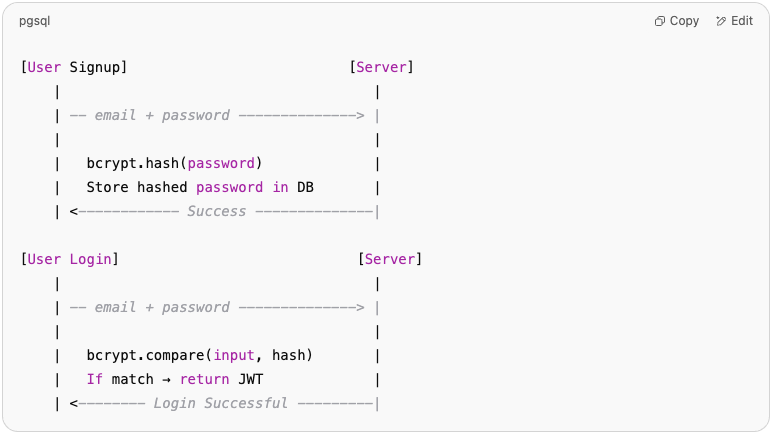 pgsql Copy Edit
[User Signup] [Server]
| |
| -- email + password --------------> |
| |
| bcrypt.hash(password) |
| Store hashed password in DB |
| <------------ Success --------------|
[User Login] [Server]
| |
| -- email + password --------------> |
| |
| bcrypt.compare(input, hash) |
| If match → return JWT |
| <-------- Login Successful ---------|